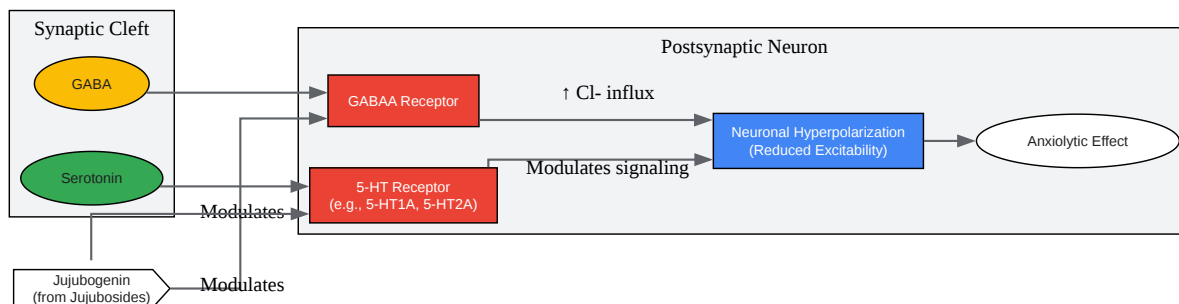 Synaptic Cleft
Postsynaptic Neuron
GABA
GABAA Receptor
↑ Cl- influx
Neuronal Hyperpolarization
(Reduced Excitability)
Anxiolytic Effect
Serotonin
5-HT Receptor
(e.g., 5-HT1A, 5-HT2A)
Modulates signaling
Modulates
Jujubogenin
(from Jujubosides)
Modulates